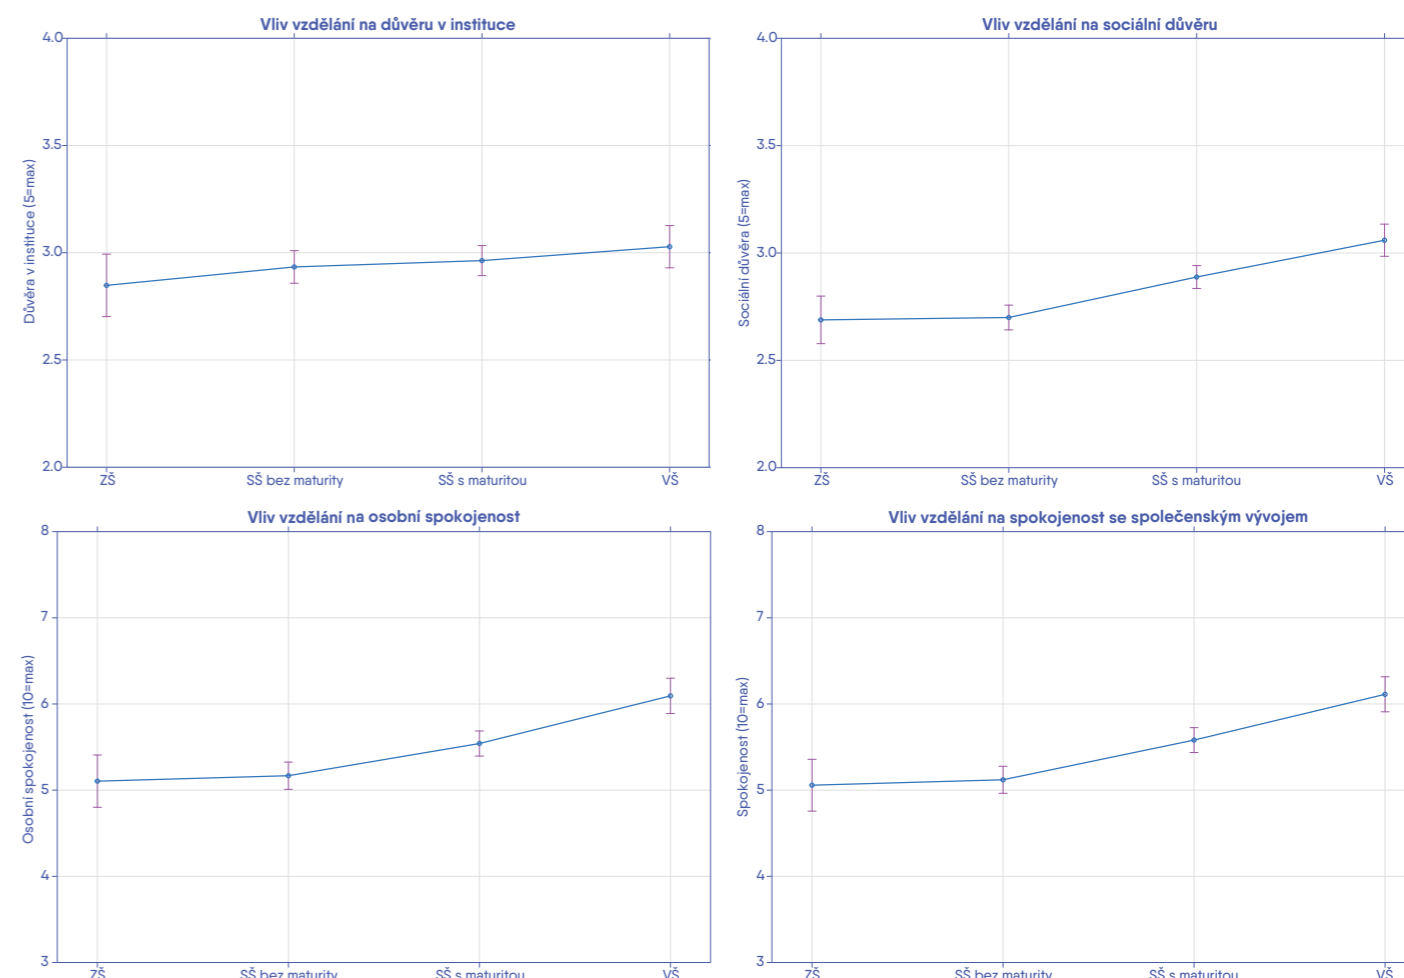 Vliv vzdělání na důvěru v instituce
4.0
3.5
3.0
2.5
2.0
Důvěra v instituce (5=max)
ZŠ SŠ bez maturity SŠ s maturitou VŠ
Vliv vzdělání na sociální důvěru
4.0
3.5
3.0
2.5
2.0
Sociální důvěra (5=max)
ZŠ SŠ bez maturity SŠ s maturitou VŠ
Vliv vzdělání na osobní spokojenost
8
7
6
5
4
3
Osobní spokojenost (10=max)
ZŠ SŠ bez maturity SŠ s maturitou VŠ
Vliv vzdělání na spokojenost se společenským vývojem
8
7
6
5
4
3
Spokojenost (10=max)
ZŠ SŠ bez maturity SŠ s maturitou VŠ